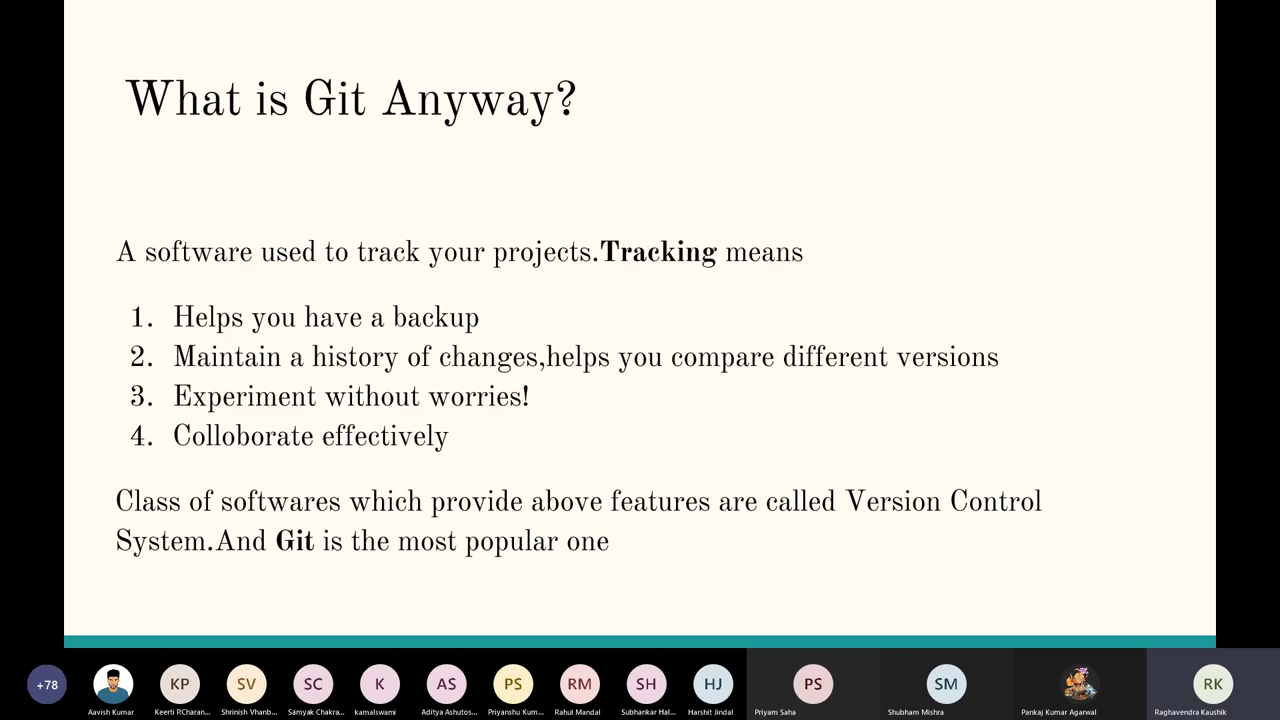 What is Git Anyway?
A software used to track your projects.Tracking means
1. Helps you have a backup
2. Maintain a history of changes,helps you compare different versions
3. Experiment without worries!
4. Colloborate effectively
Class of softwares which provide above features are called Version Control
System.And Git is the most popular one
+78 KP SV SC K AS PS RM SH HJ PS SM RK
Aavish Kumar Keerti P.Charan... Shrinish Vhanb... Samyak Chakra... kamalswami Aditya Ashutos... Priyanshu Kum... Rahul Mandal Subhankar Hal... Harshit Jindal Priyam Saha Shubham Mishra Pankaj Kumar Agarwal Raghavendra Kaushik